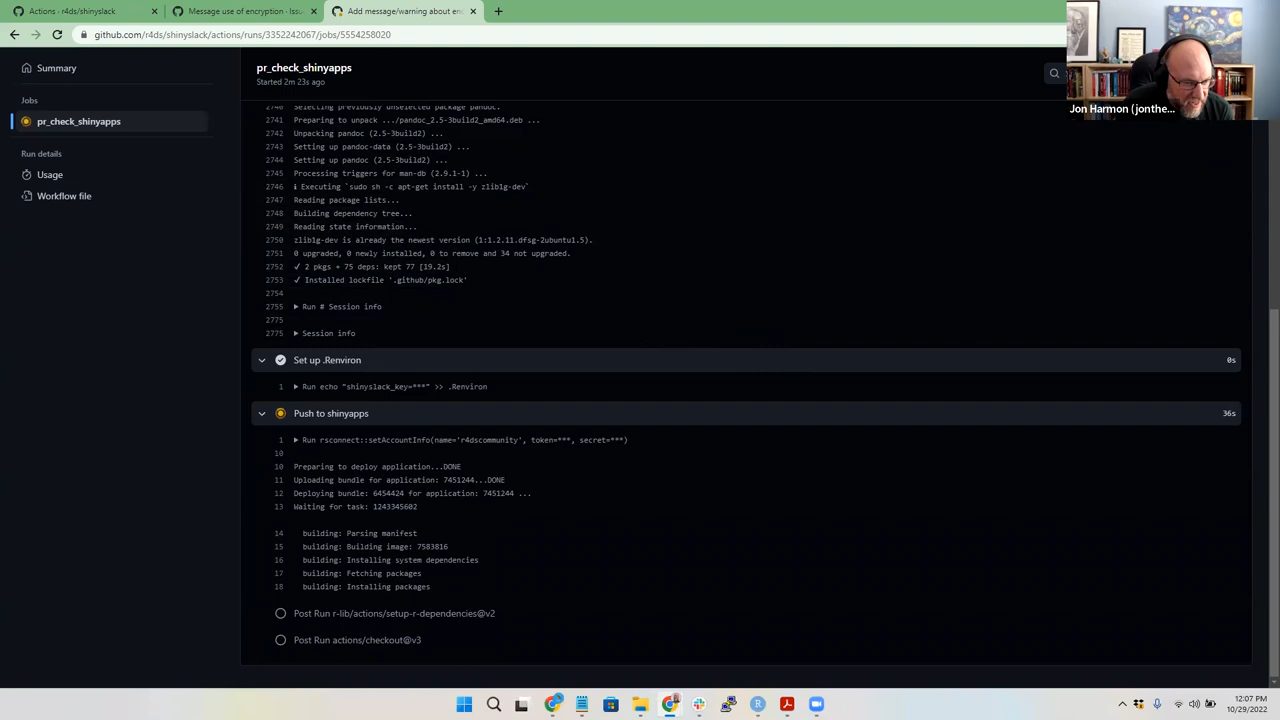 Actions · r4ds/shinyslack
Message use of encryption · Issu
Add message/warning about enc
github.com/r4ds/shinyslack/actions/runs/3352242067/jobs/5554258020
Summary
Jobs
pr_check_shinyapps
Run details
Usage
Workflow file
pr_check_shinyapps
Started 2m 23s ago
Jon Harmon (jonthe...
2740 Selecting previously unselected package pandoc.
2741 Preparing to unpack .../pandoc_2.5-3build2_amd64.deb ...
2742 Unpacking pandoc (2.5-3build2) ...
2743 Setting up pandoc-data (2.5-3build2) ...
2744 Setting up pandoc (2.5-3build2) ...
2745 Processing triggers for man-db (2.9.1-1) ...
2746 ℹ Executing `sudo sh -c apt-get install -y zlib1g-dev`
2747 Reading package lists...
2748 Building dependency tree...
2749 Reading state information...
2750 zlib1g-dev is already the newest version (1:1.2.11.dfsg-2ubuntu1.5).
2751 0 upgraded, 0 newly installed, 0 to remove and 34 not upgraded.
2752 ✓ 2 pkgs + 75 deps: kept 77 [19.2s]
2753 ✓ Installed lockfile '.github/pkg.lock'
2754
2755 Run # Session info
2775
2775 Session info
Set up .Renviron 0s
1 Run echo "shinyslack_key=***" >> .Renviron
Push to shinyapps 36s
1 Run rsconnect::setAccountInfo(name='r4dscommunity', token=***, secret=***)
10
10 Preparing to deploy application...DONE
11 Uploading bundle for application: 7451244...DONE
12 Deploying bundle: 6454424 for application: 7451244 ...
13 Waiting for task: 1243345602
14 building: Parsing manifest
15 building: Building image: 7583816
16 building: Installing system dependencies
17 building: Fetching packages
18 building: Installing packages
Post Run r-lib/actions/setup-r-dependencies@v2
Post Run actions/checkout@v3
12:07 PM
10/29/2022